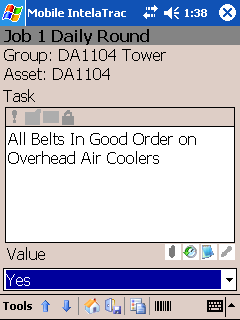 Mobile IntelaTrac 1:38
Job 1 Daily Round
Group: DA1104 Tower
Asset: DA1104
Task
All Belts In Good Order on
Overhead Air Coolers
Value
Yes
Tools